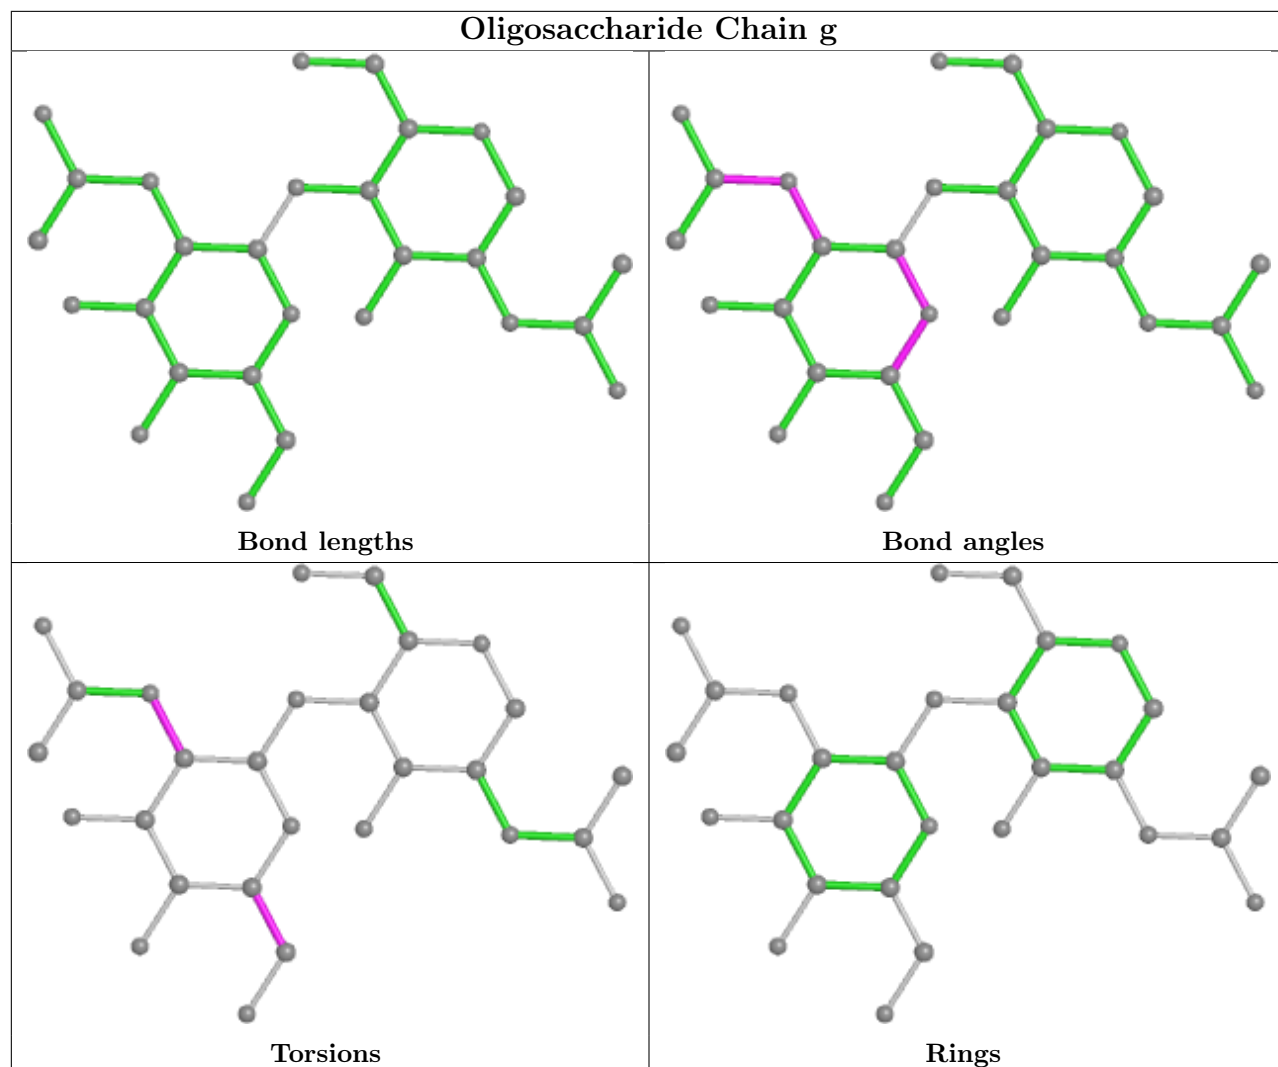 Oligosaccharide Chain g
Bond lengths
Bond angles
Torsions
Rings